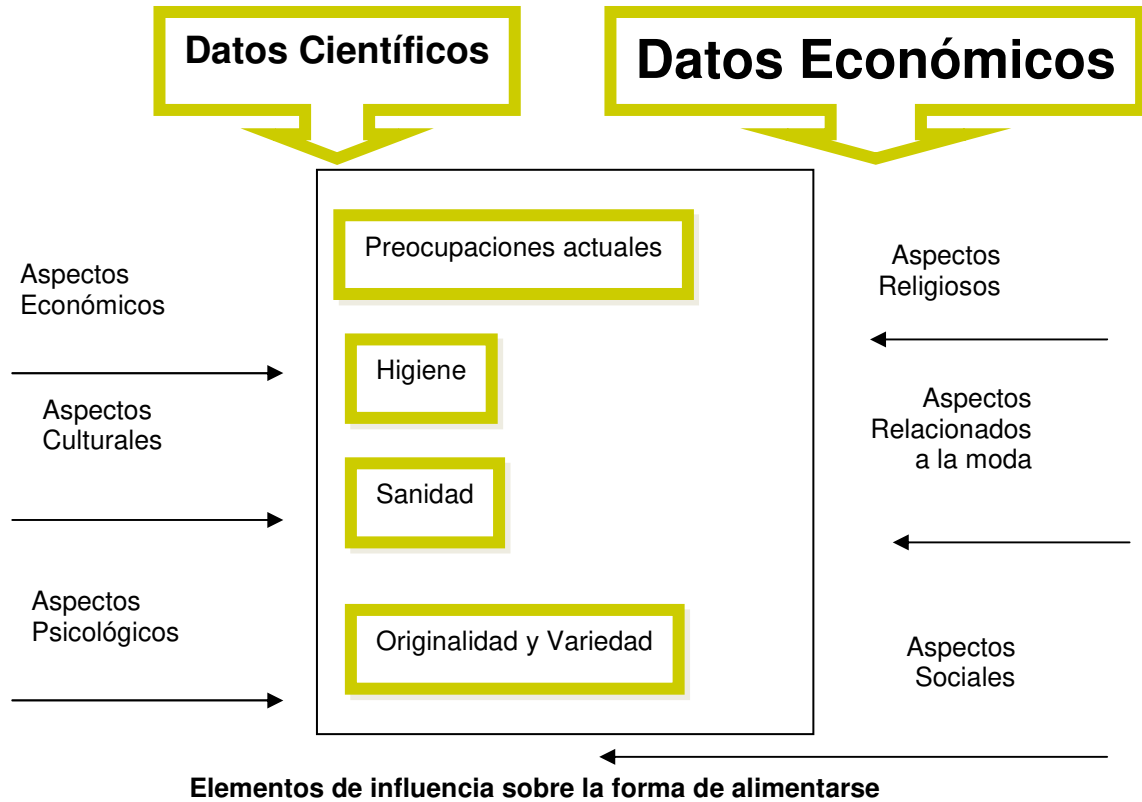 Datos Científicos
Datos Económicos
Preocupaciones actuales
Aspectos
Económicos
Aspectos
Religiosos
Higiene
Aspectos
Culturales
Aspectos
Relacionados
a la moda
Sanidad
Aspectos
Psicológicos
Originalidad y Variedad
Aspectos
Sociales
Elementos de influencia sobre la forma de alimentarse